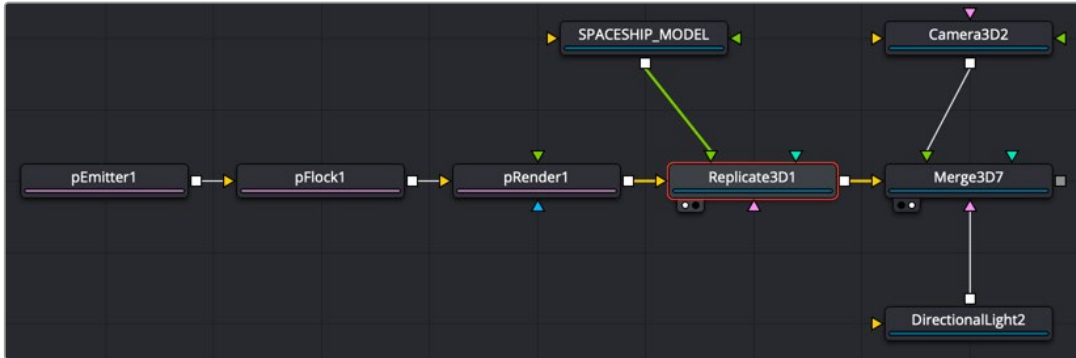 SPACESHIP_MODEL
Camera3D2
pEmitter1
pFlock1
pRender1
Replicate3D1
Merge3D7
DirectionalLight2